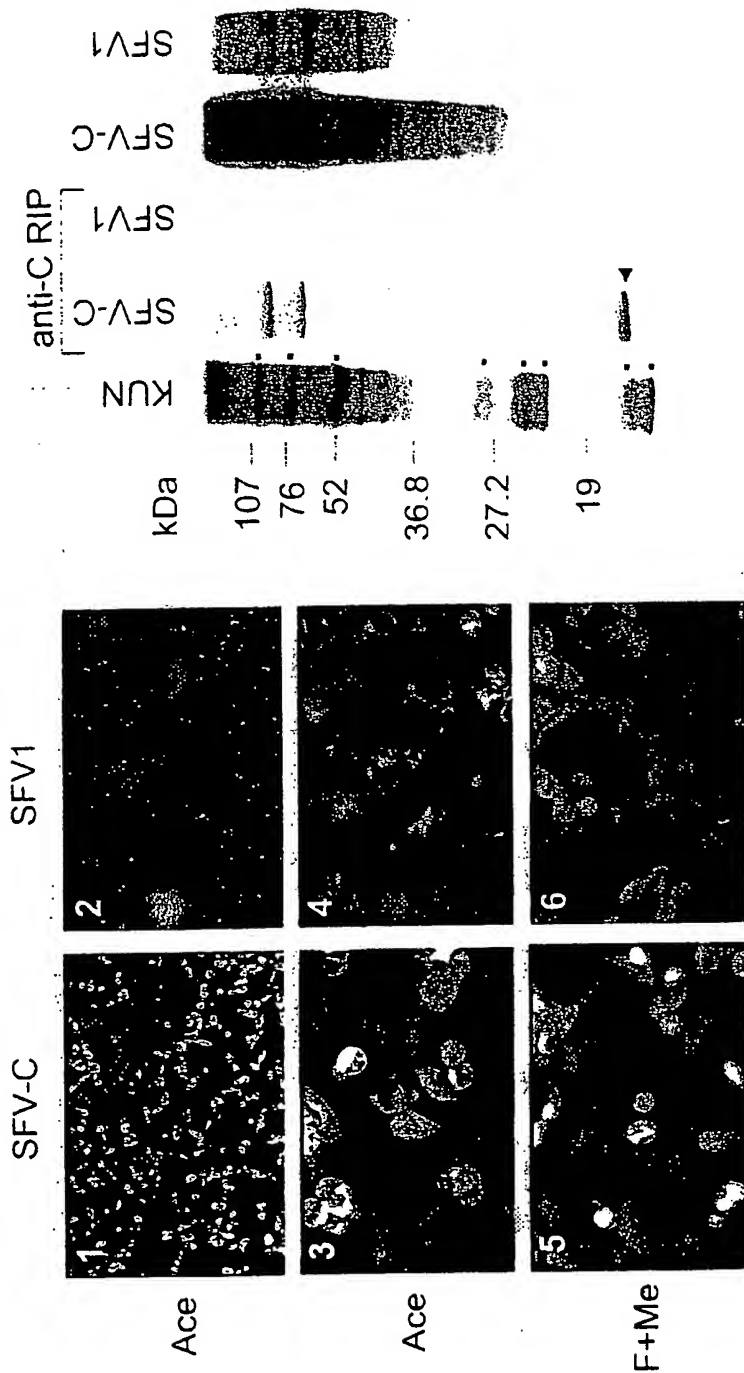 SFV-C SFV1
Ace 1 2
Ace 3 4
F+Me 5 6
anti-C RIP
kDa KUN SFV-C SFV1 SFV-C SFV1
107
76
52
36.8
27.2
19